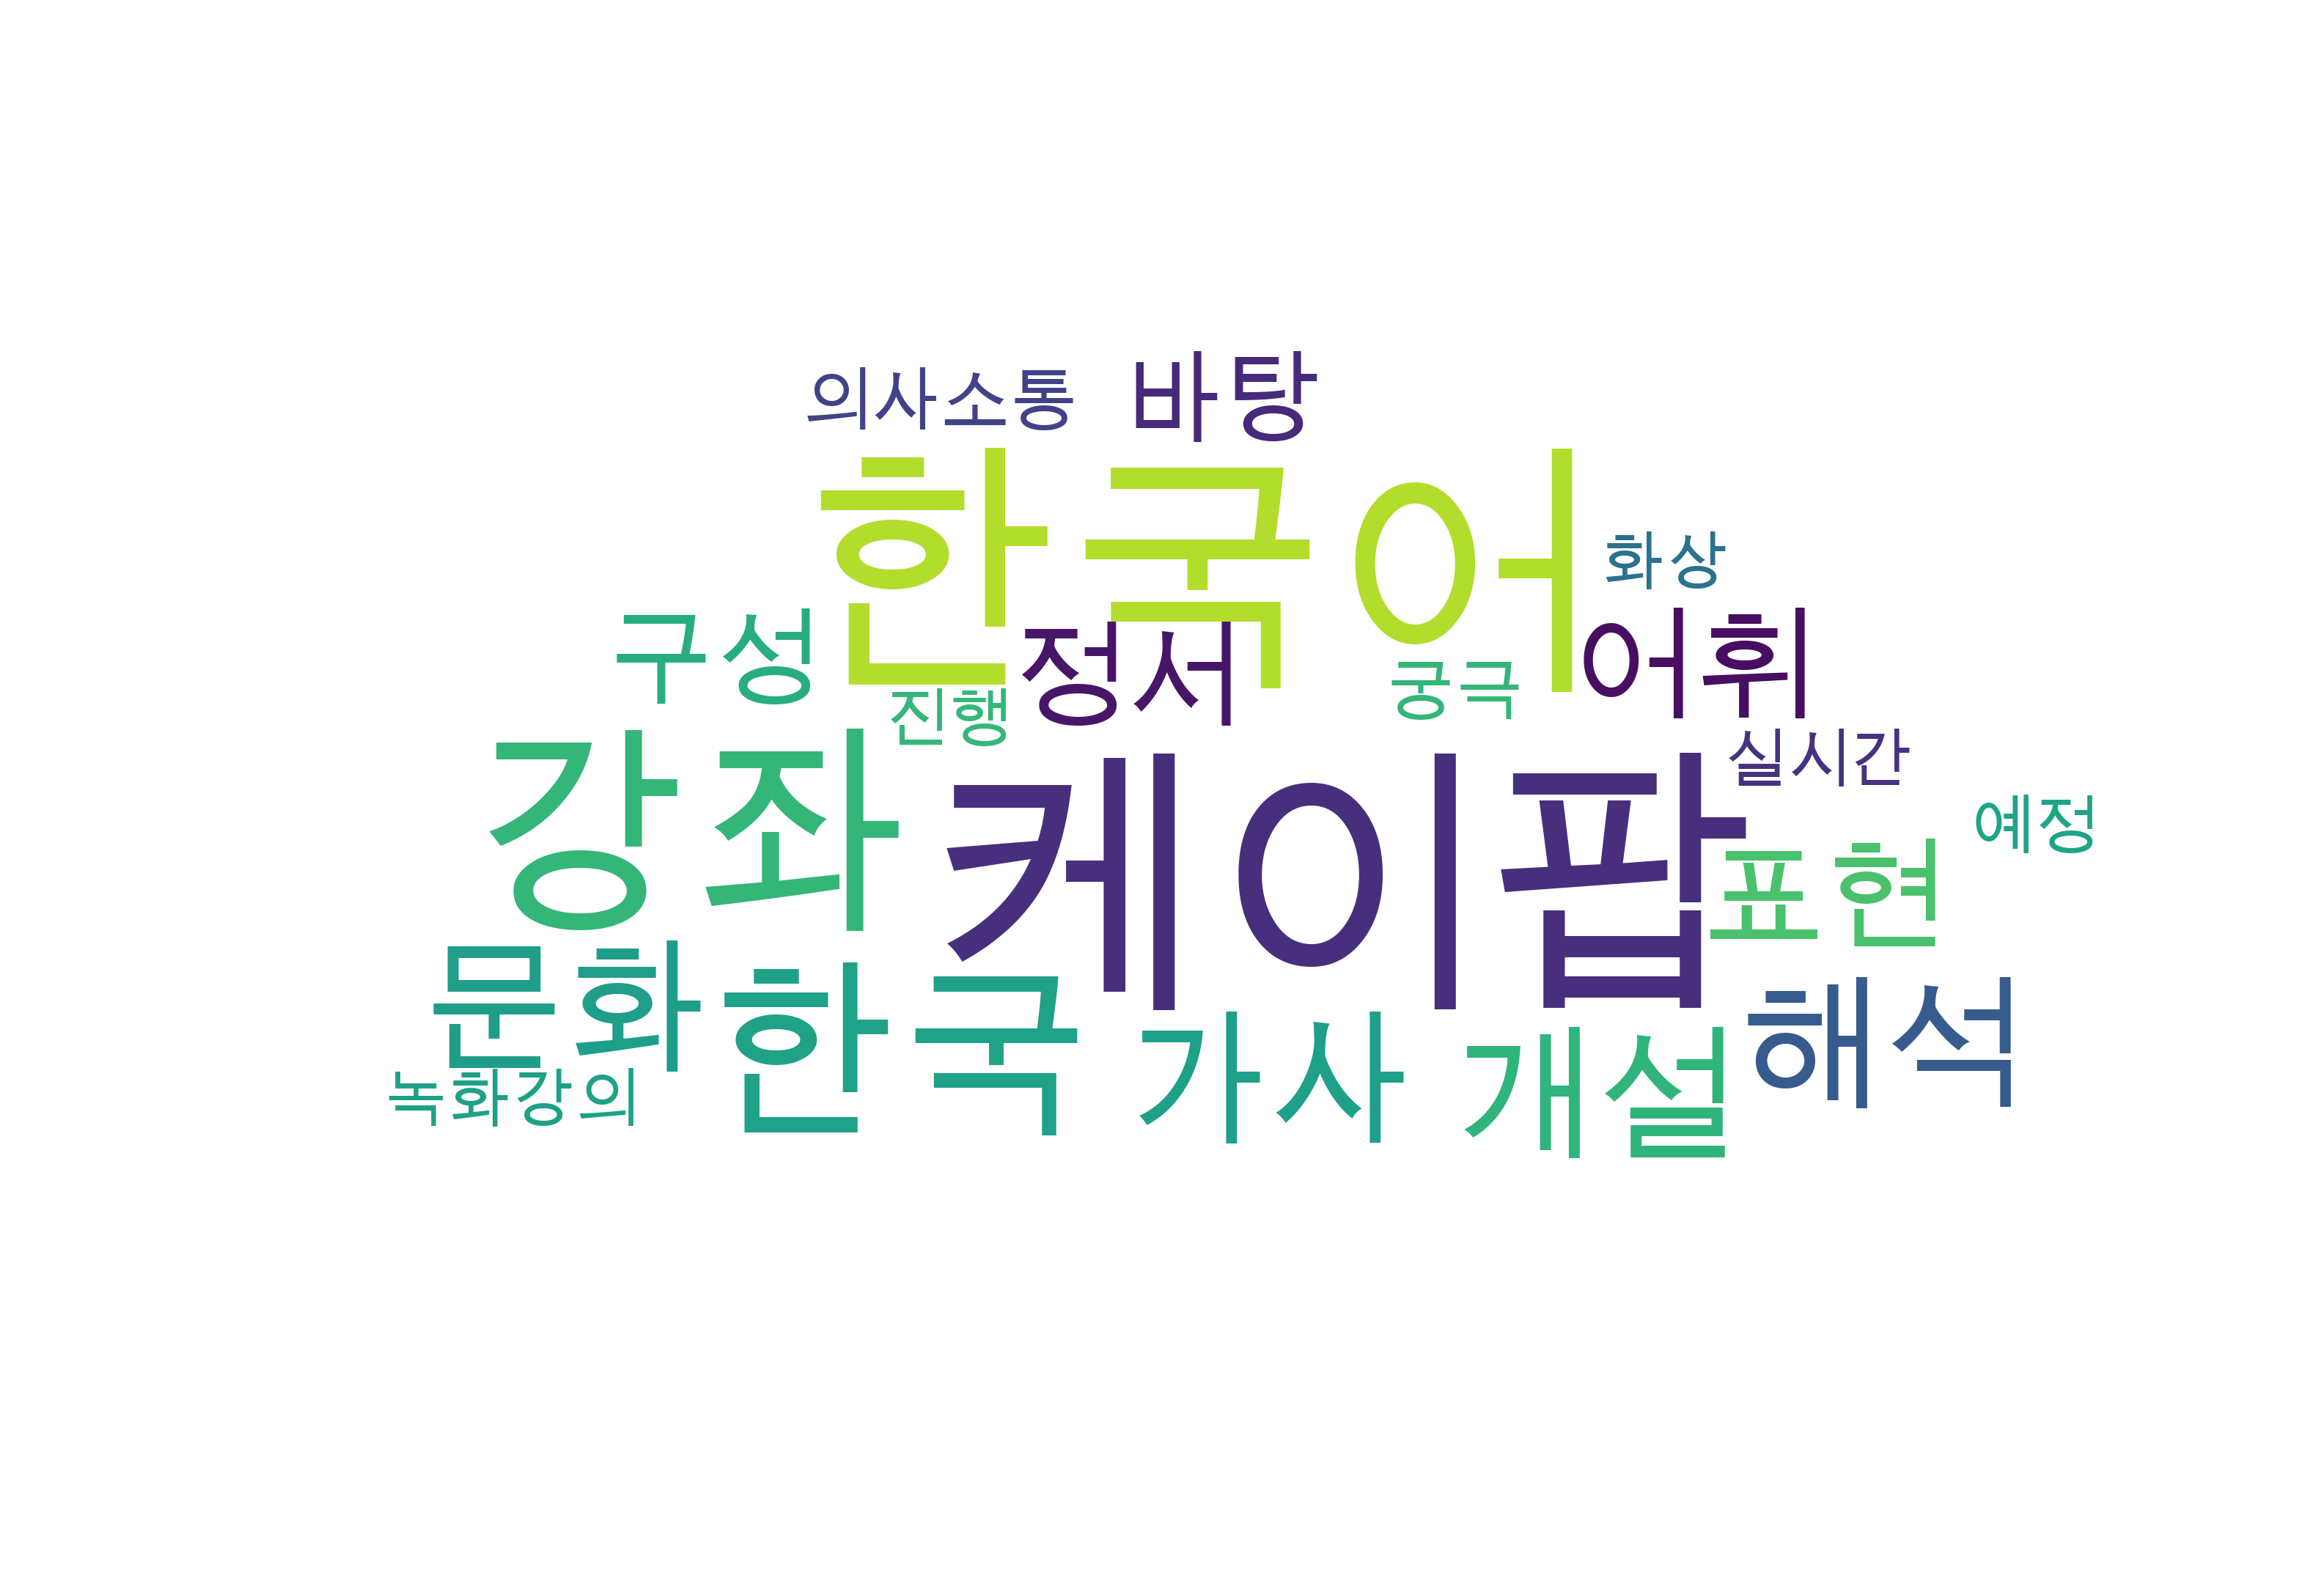 의사소통 바탕
한국어
화상
구성 정서 어휘
진행 궁극
실시간
강좌 케이팝 예정
표현
문화 한국 해석
가사 개설
녹화강의